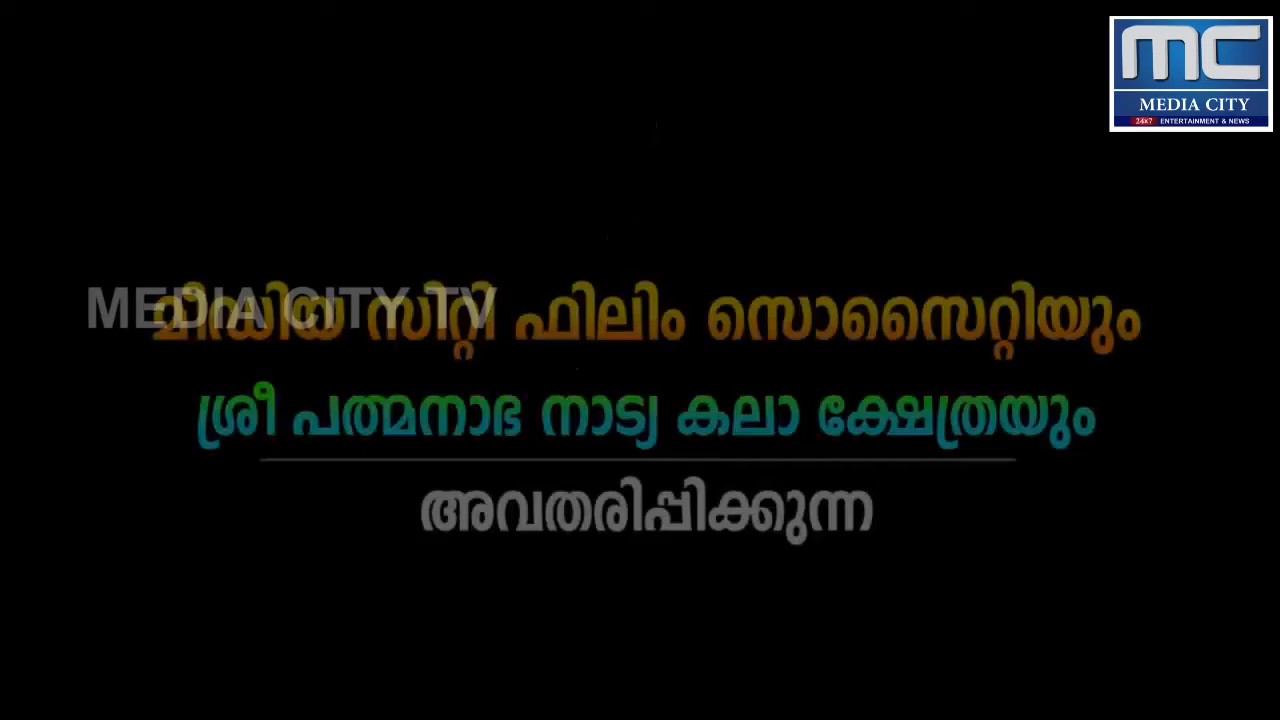 MC
MEDIA CITY
24x7 ENTERTAINMENT & NEWS
MEDIA CITY TV
മീഡിയ സിറ്റി ഫിലിം സൊസൈറ്റിയും
ശ്രീ പത്മനാഭ നാട്യ കലാ ക്ഷേത്രയും
അവതരിപ്പിക്കുന്ന